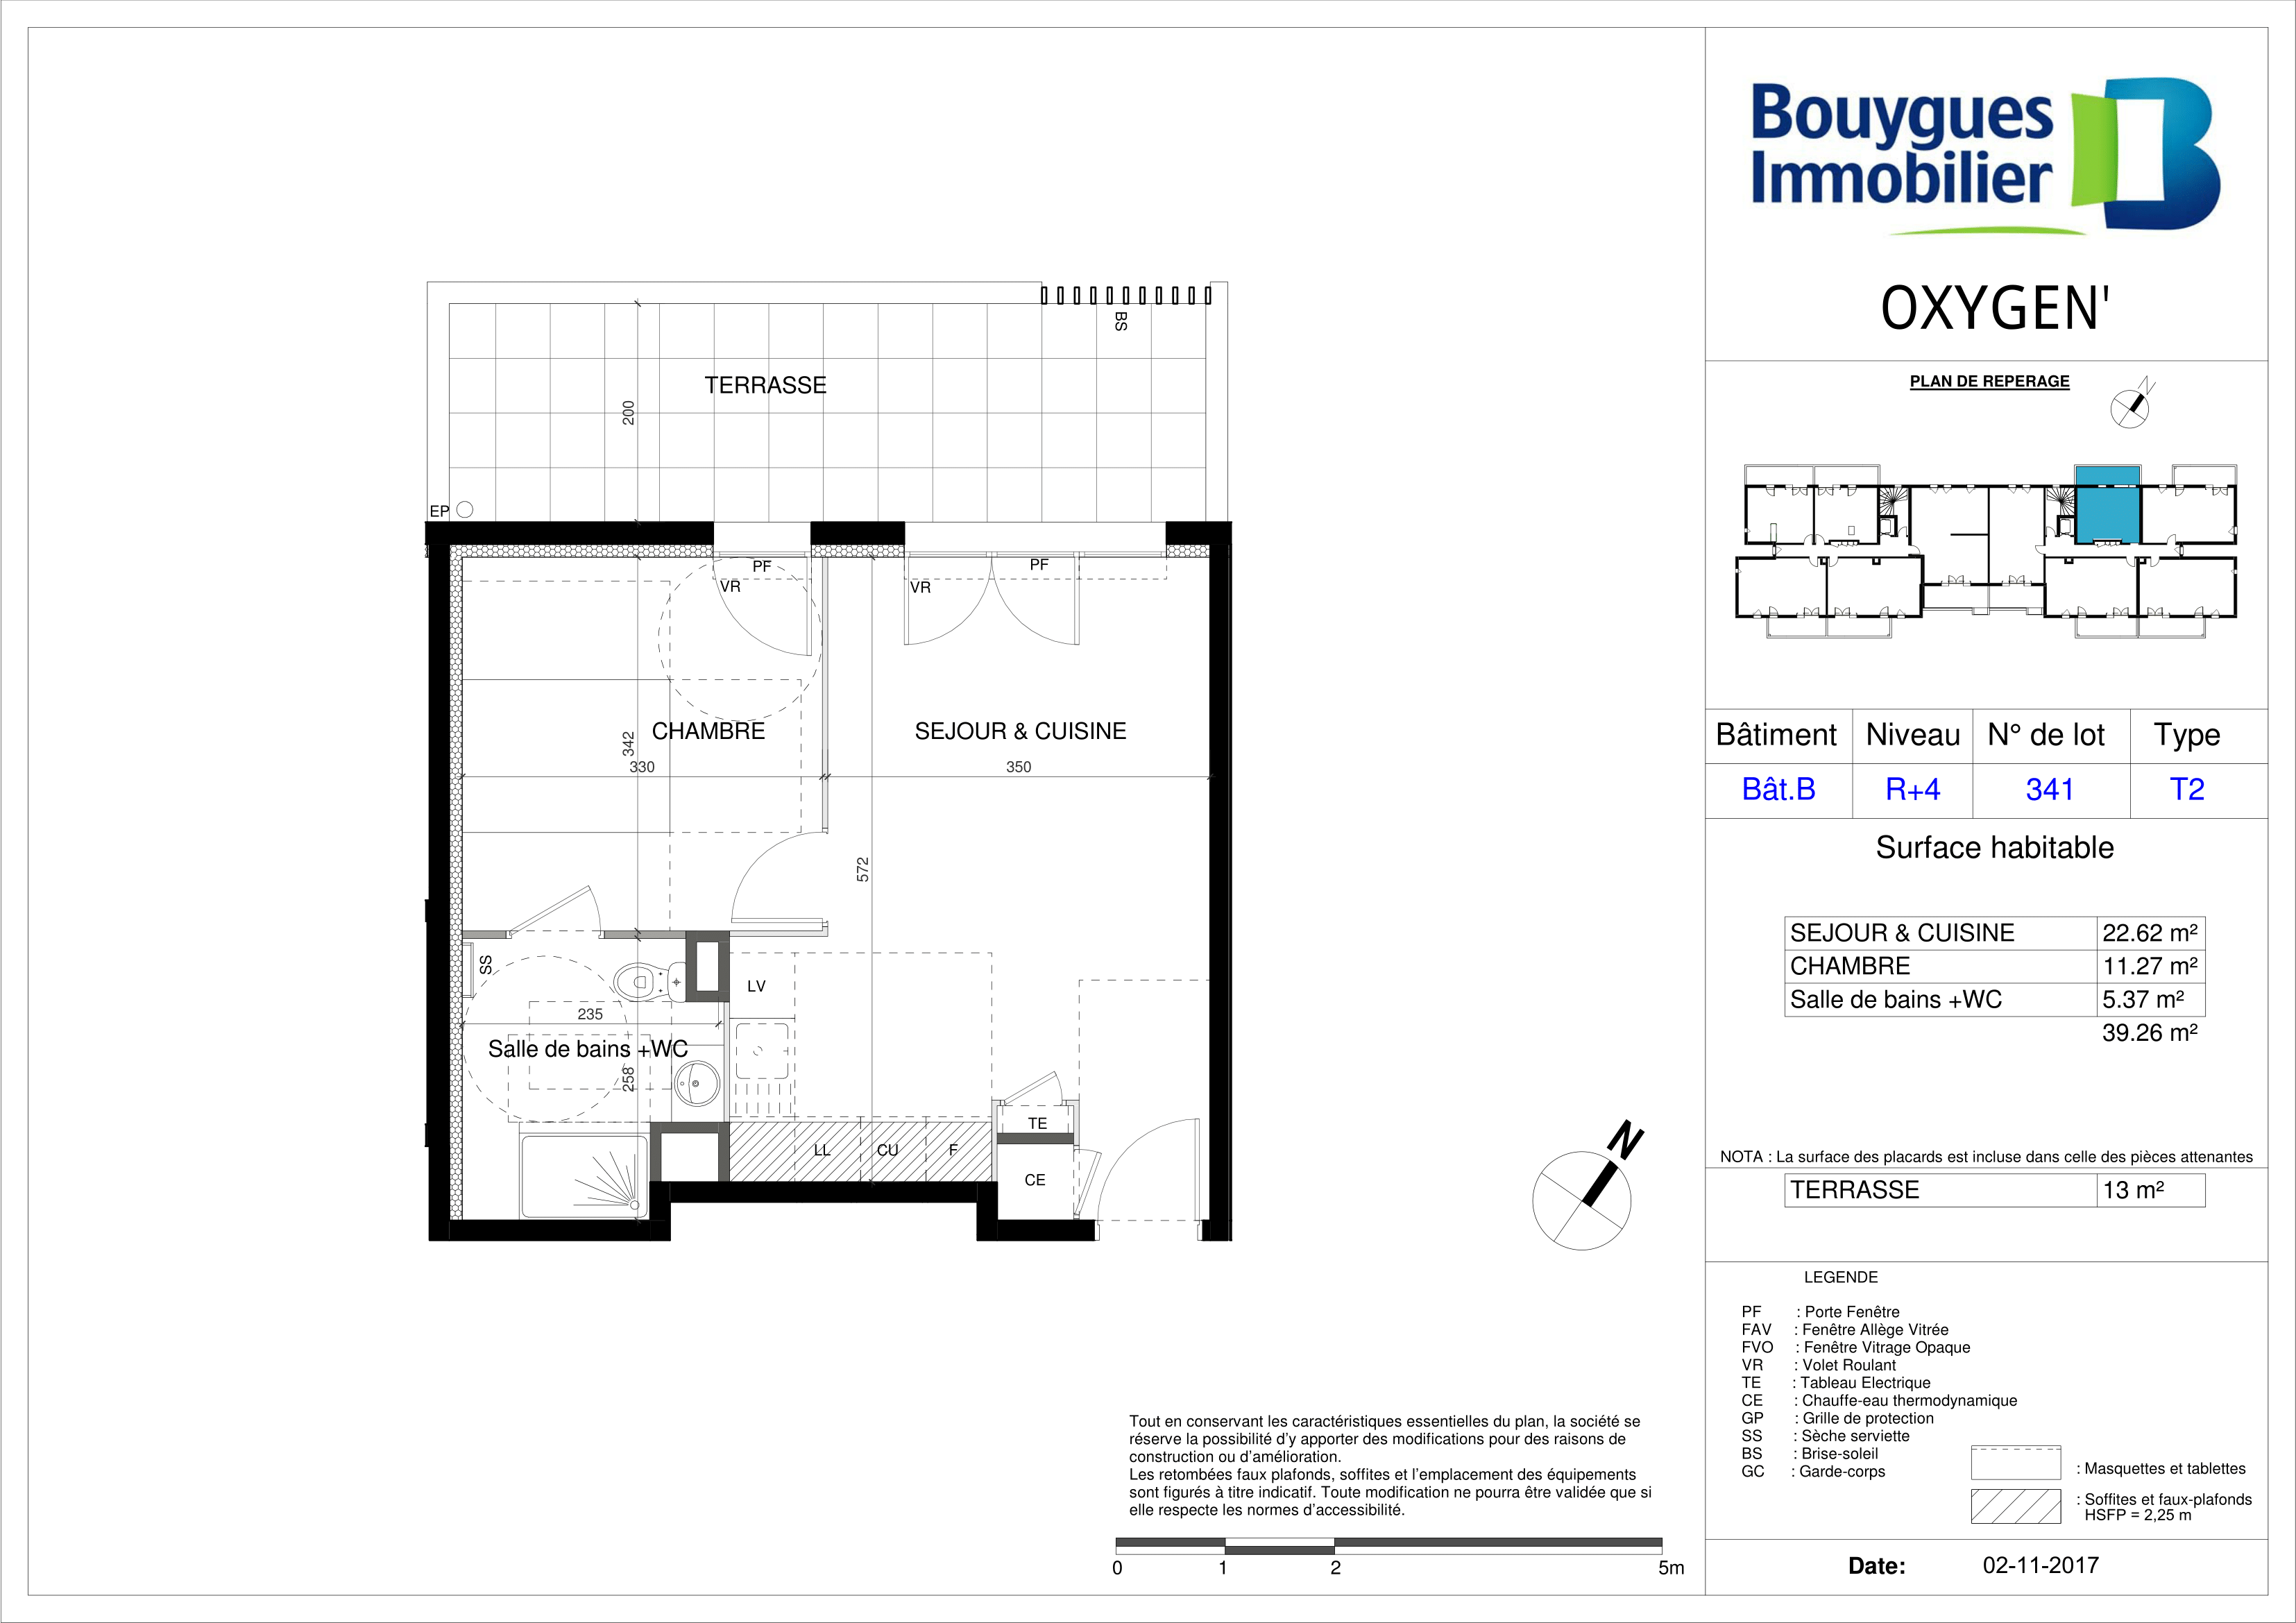 Bouygues
Immobilier
OXYGEN'
PLAN DE REPERAGE
N
Bâtiment Niveau N° de lot Type
Bât.B R+4 341 T2
Surface habitable
SEJOUR & CUISINE 22.62 m²
CHAMBRE 11.27 m²
Salle de bains +WC 5.37 m²
39.26 m²
NOTA : La surface des placards est incluse dans celle des pièces attenantes
TERRASSE 13 m²
LEGENDE
PF : Porte Fenêtre
FAV : Fenêtre Allège Vitrée
FVO : Fenêtre Vitrage Opaque
VR : Volet Roulant
TE : Tableau Electrique
CE : Chauffe-eau thermodynamique
GP : Grille de protection
SS : Sèche serviette
BS : Brise-soleil
GC : Garde-corps
: Masquettes et tablettes
: Soffites et faux-plafonds
HSFP = 2,25 m
Date: 02-11-2017
BS
TERRASSE
200
EP
PF
VR
PF
VR
CHAMBRE
SEJOUR & CUISINE
342
330
350
572
SS
LV
235
Salle de bains +WC
258
TE
LL
CU
F
CE
N
Tout en conservant les caractéristiques essentielles du plan, la société se
réserve la possibilité d'y apporter des modifications pour des raisons de
construction ou d'amélioration.
Les retombées faux plafonds, soffites et l'emplacement des équipements
sont figurés à titre indicatif. Toute modification ne pourra être validée que si
elle respecte les normes d'accessibilité.
0 1 2 5m